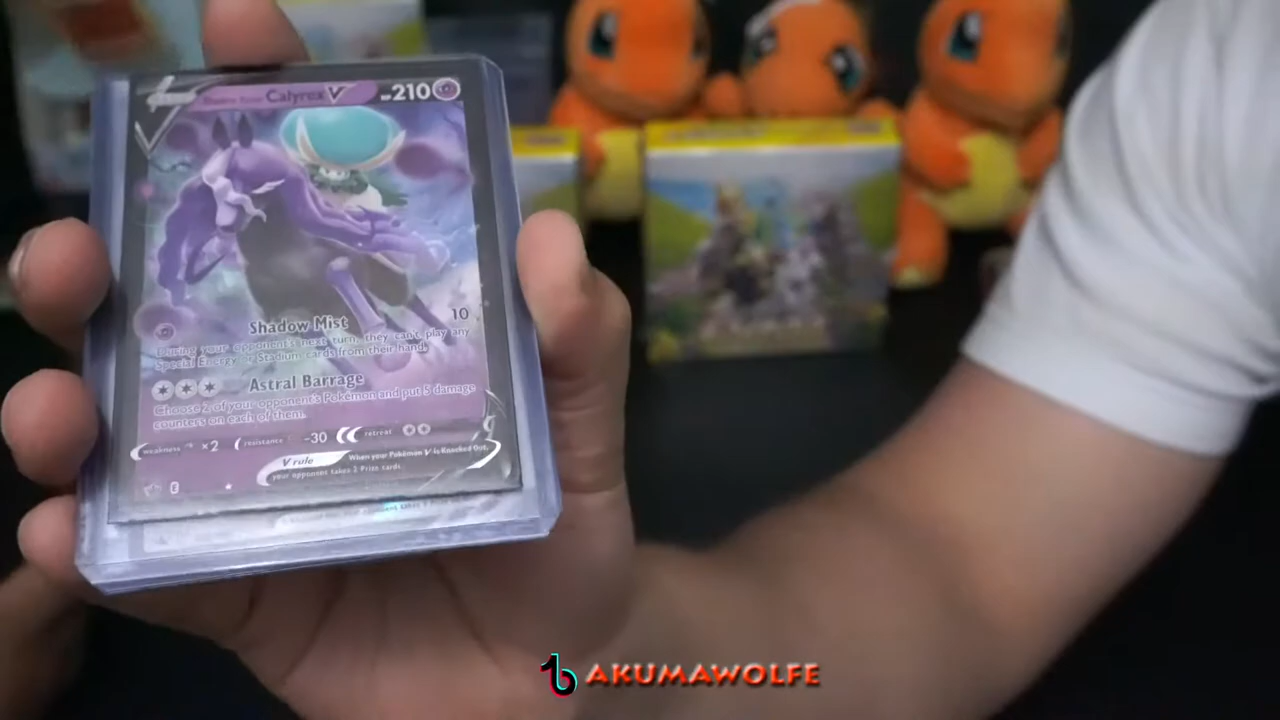 Shadow Rider Calyrex V HP 210
Shadow Mist 10
During your opponent's next turn, they can't play any
Special Energy or Stadium cards from their hand.
Astral Barrage
Choose 2 of your opponent's Pokémon and put 5 damage
counters on each of them.
weakness ×2 resistance -30 retreat
V rule When your Pokémon V is Knocked Out,
your opponent takes 2 Prize cards.
E
AKUMAWOLFE